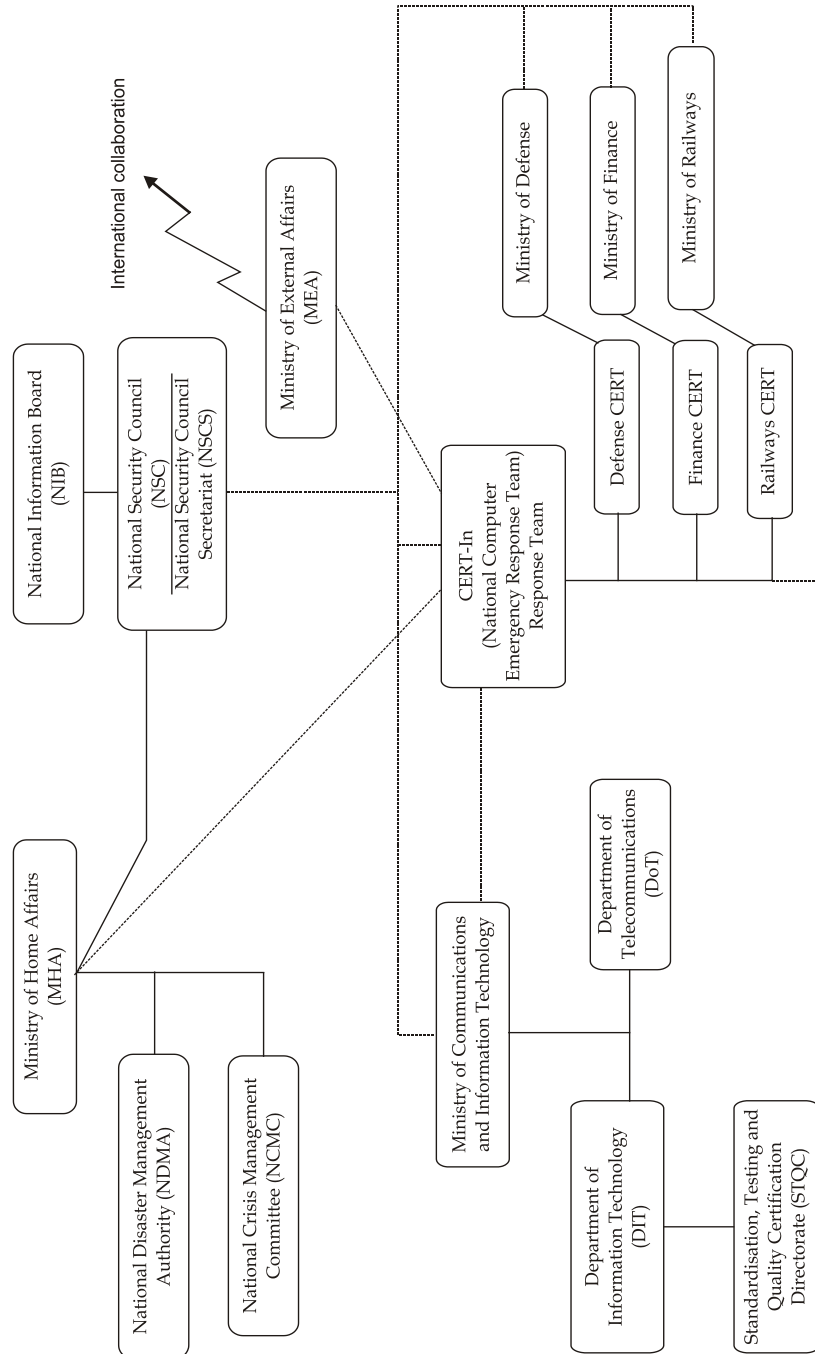 Ministry of Home Affairs
(MHA)
National Information Board
(NIB)
International collaboration
National Disaster Management
Authority (NDMA)
National Security Council
(NSC)
National Security Council
Secretariat (NSCS)
National Crisis Management
Committee (NCMC)
Ministry of External Affairs
(MEA)
Ministry of Communications
and Information Technology
CERT-In
(National Computer
Emergency Response Team)
Response Team
Ministry of Defense
Department of
Information Technology
(DIT)
Department of
Telecommunications
(DoT)
Defense CERT
Ministry of Finance
Finance CERT
Ministry of Railways
Railways CERT
Standardisation, Testing and
Quality Certification
Directorate (STQC)